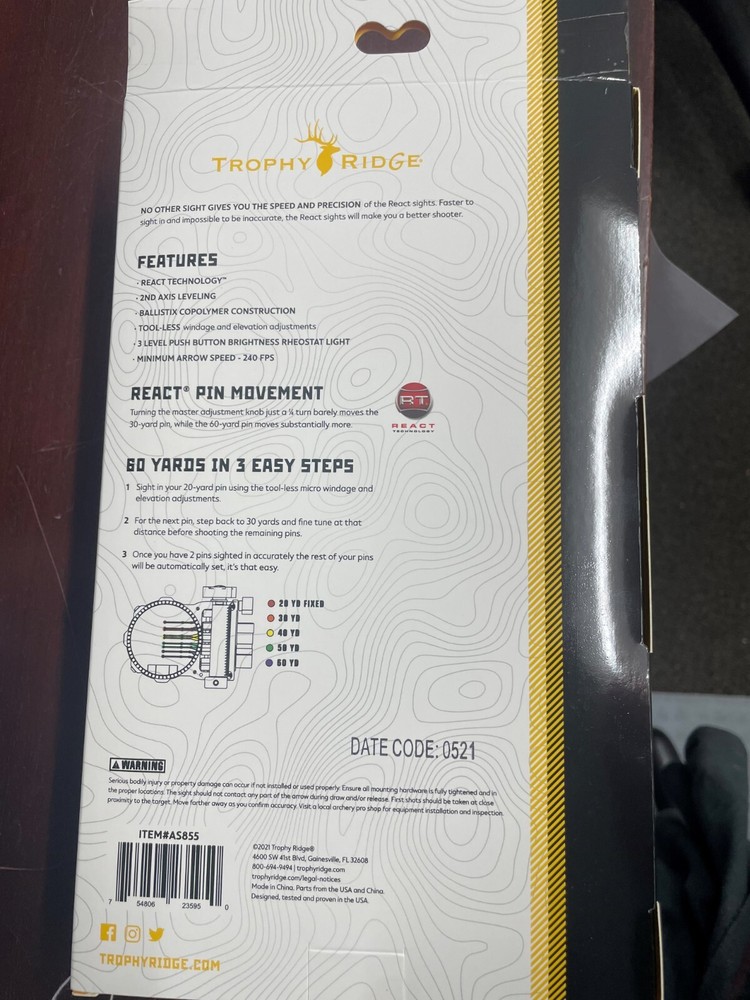 TROPHY RIDGE®
NO OTHER SIGHT GIVES YOU THE SPEED AND PRECISION of the React sights. Faster to
sight in and impossible to be inaccurate, the React sights will make you a better shooter.
FEATURES
· REACT TECHNOLOGY™
· 2ND AXIS LEVELING
· BALLISTIX COPOLYMER CONSTRUCTION
· TOOL-LESS windage and elevation adjustments
· 3 LEVEL PUSH BUTTON BRIGHTNESS RHEOSTAT LIGHT
· MINIMUM ARROW SPEED - 240 FPS
REACT® PIN MOVEMENT
Turning the master adjustment knob just a ¼ turn barely moves the
30-yard pin, while the 60-yard pin moves substantially more.
RT
REACT
TECHNOLOGY
60 YARDS IN 3 EASY STEPS
1 Sight in your 20-yard pin using the tool-less micro windage and
elevation adjustments.
2 For the next pin, step back to 30 yards and fine tune at that
distance before shooting the remaining pins.
3 Once you have 2 pins sighted in accurately the rest of your pins
will be automatically set, it's that easy.
20 YD FIXED
30 YD
40 YD
50 YD
60 YD
DATE CODE: 0521
WARNING
Serious bodily injury or property damage can occur if not installed or used properly. Ensure all mounting hardware is fully tightened and in
the proper locations. The sight should not contact any part of the arrow during draw and/or release. First shots should be taken at close
proximity to the target. Move farther away as you confirm accuracy. Visit a local archery pro shop for equipment installation and inspection.
ITEM#AS855
7 54806 23595 0
©2021 Trophy Ridge®
4600 SW 41st Blvd, Gainesville, FL 32608
800-694-9494 | trophyridge.com
trophyridge.com/legal-notices
Made in China. Parts from the USA and China.
Designed, tested and proven in the USA.
TROPHYRIDGE.COM